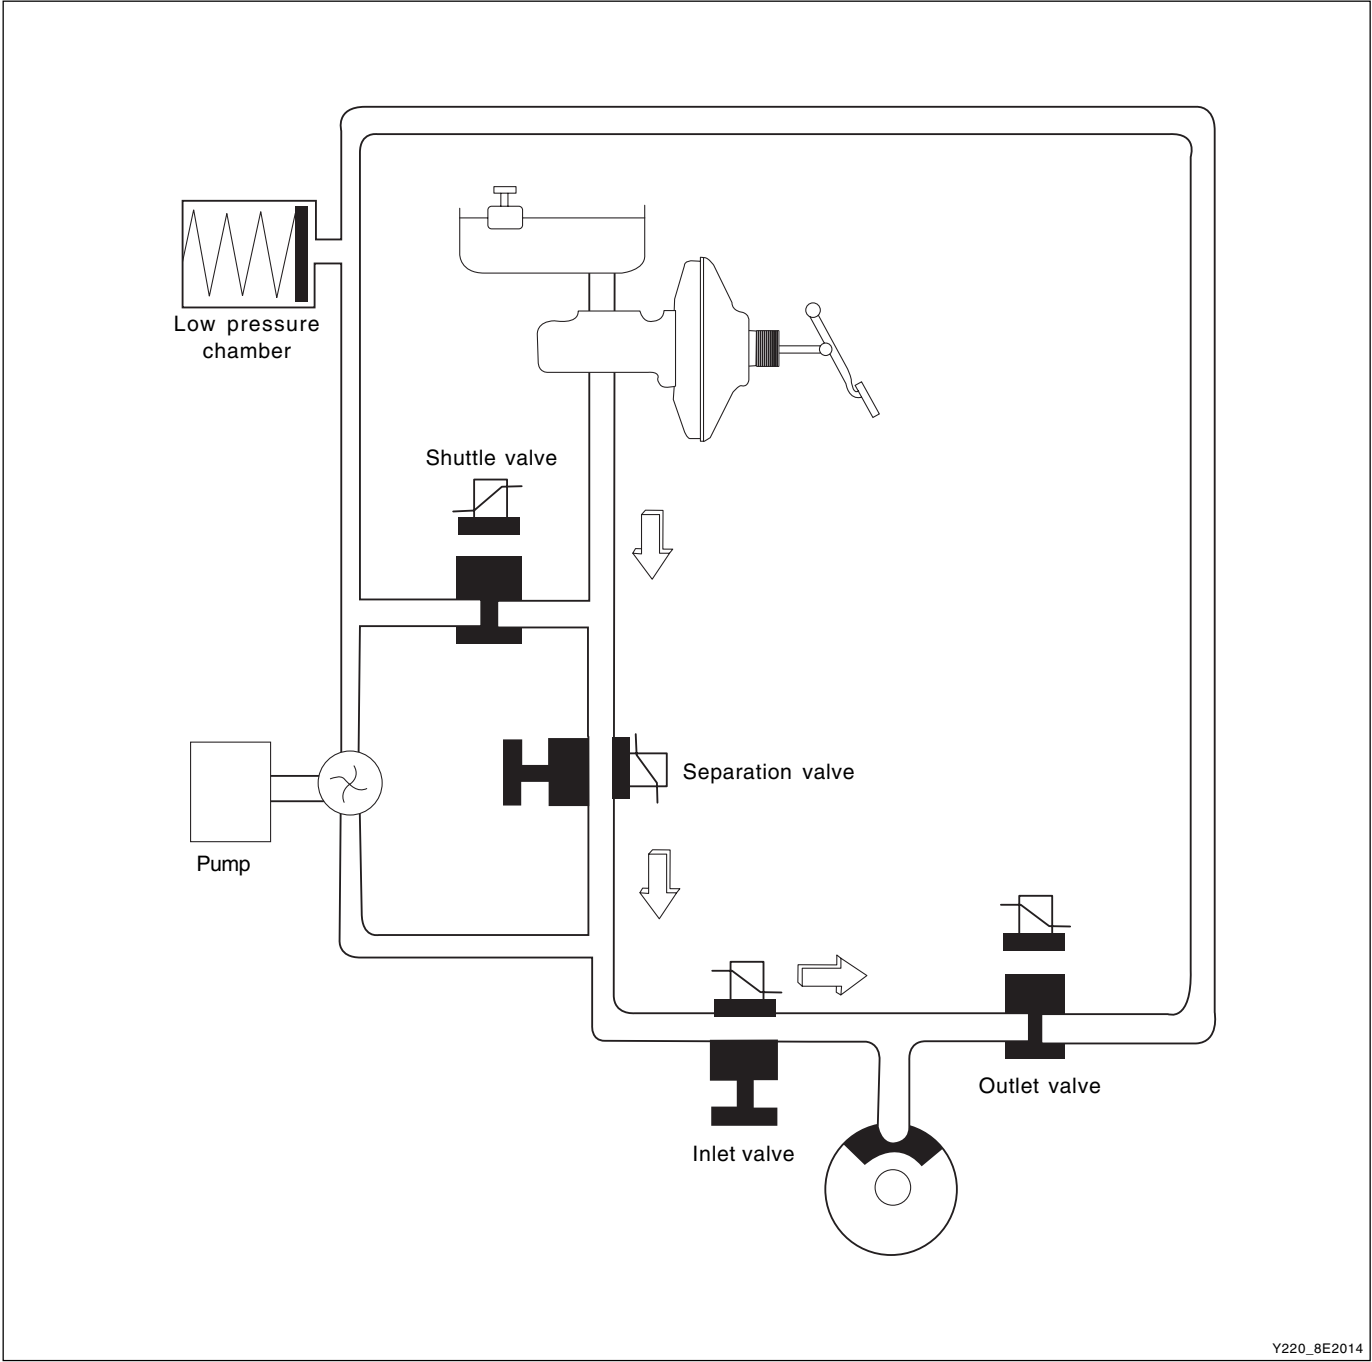 Low pressure
chamber
Shuttle valve
Separation valve
Pump
Outlet valve
Inlet valve
Y220_8E2014